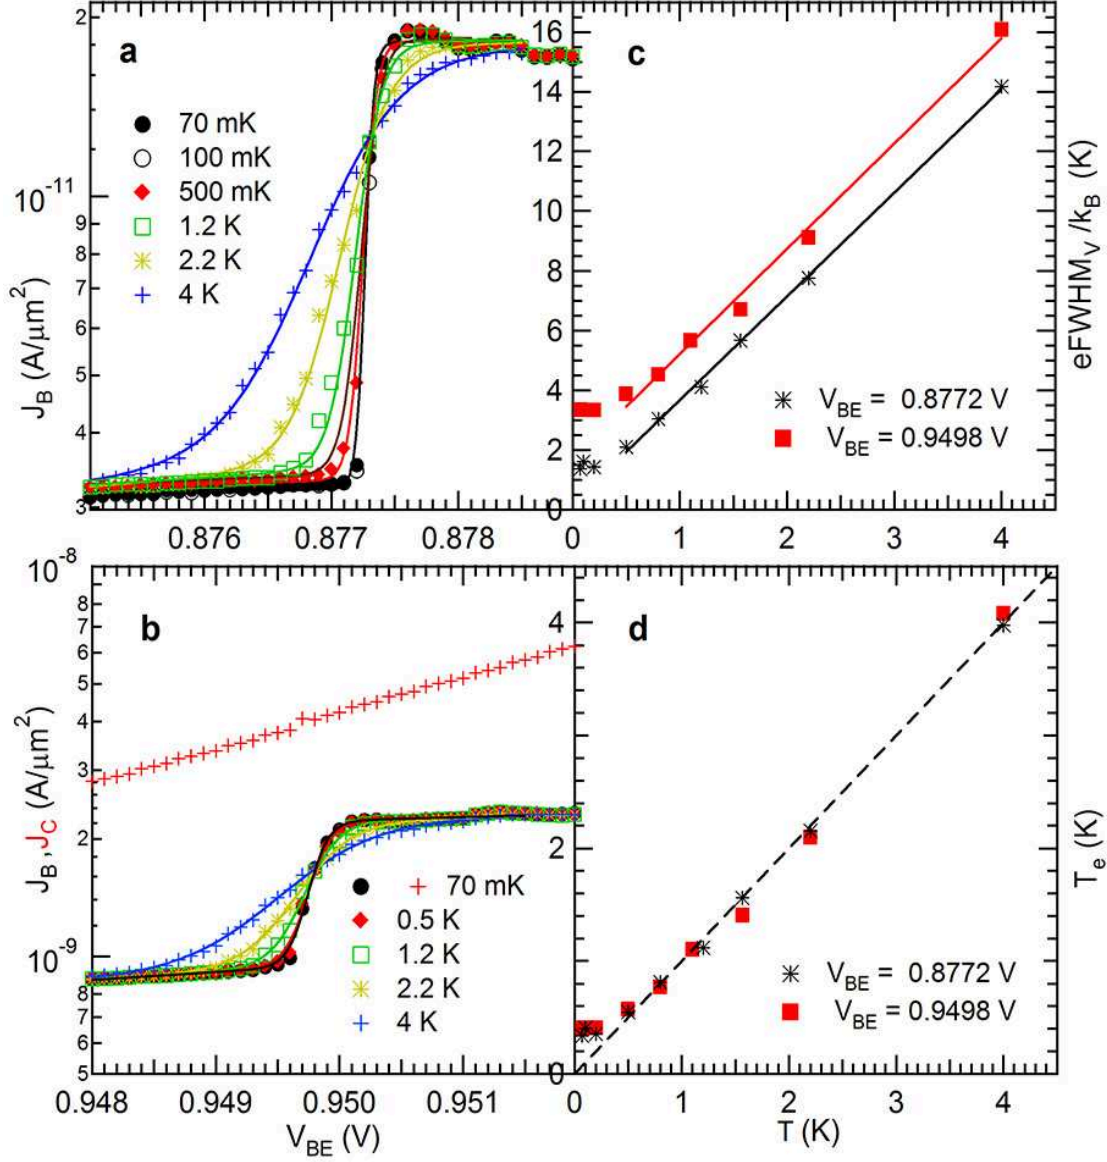 a
70 mK
100 mK
500 mK
1.2 K
2.2 K
4 K
J_B (A/μm²)
10⁻¹¹
9
8
7
6
5
4
3
0.876
0.877
0.878
c
V_BE = 0.8772 V
V_BE = 0.9498 V
16
14
12
10
8
6
4
2
0
0
1
2
3
4
eFWHM_V /k_B (K)
b
70 mK
0.5 K
1.2 K
2.2 K
4 K
J_B, J_C (A/μm²)
10⁻⁸
8
7
6
5
4
3
2
10⁻⁹
8
7
6
5
0.948
0.949
0.950
0.951
V_BE (V)
d
V_BE = 0.8772 V
V_BE = 0.9498 V
4
2
0
0
1
2
3
4
T (K)
T_e (K)